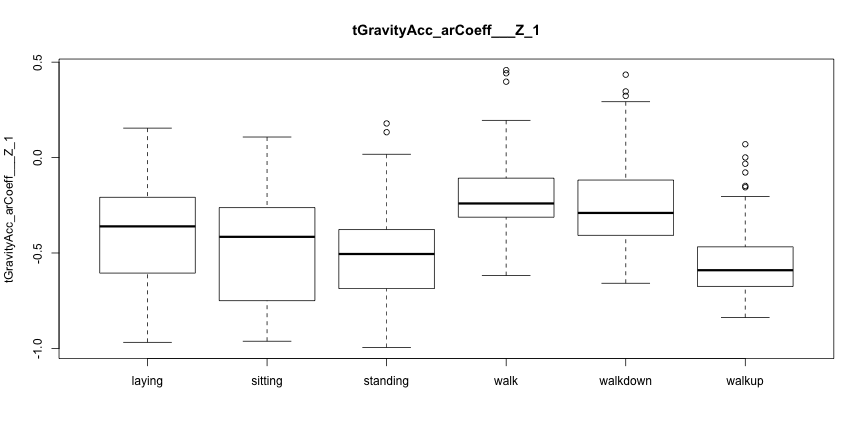 tGravityAcc_arCoeff___Z_1
tGravityAcc_arCoeff___Z_1
0.5
0.0
-0.5
-1.0
laying sitting standing walk walkdown walkup